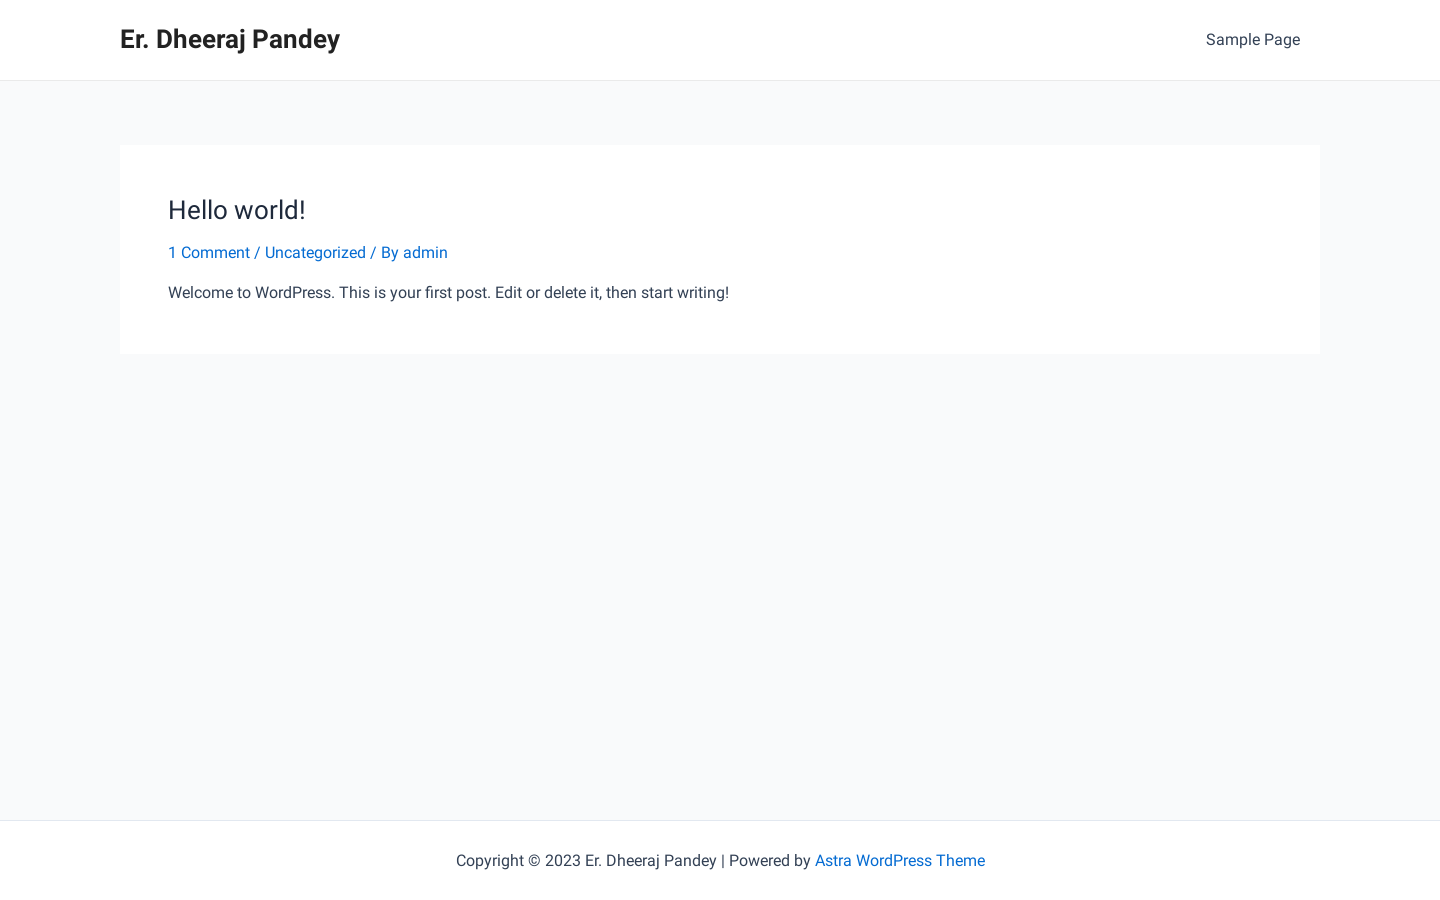 Er. Dheeraj Pandey
Sample Page
Hello world!
1 Comment / Uncategorized / By admin
Welcome to WordPress. This is your first post. Edit or delete it, then start writing!
Copyright © 2023 Er. Dheeraj Pandey | Powered by Astra WordPress Theme